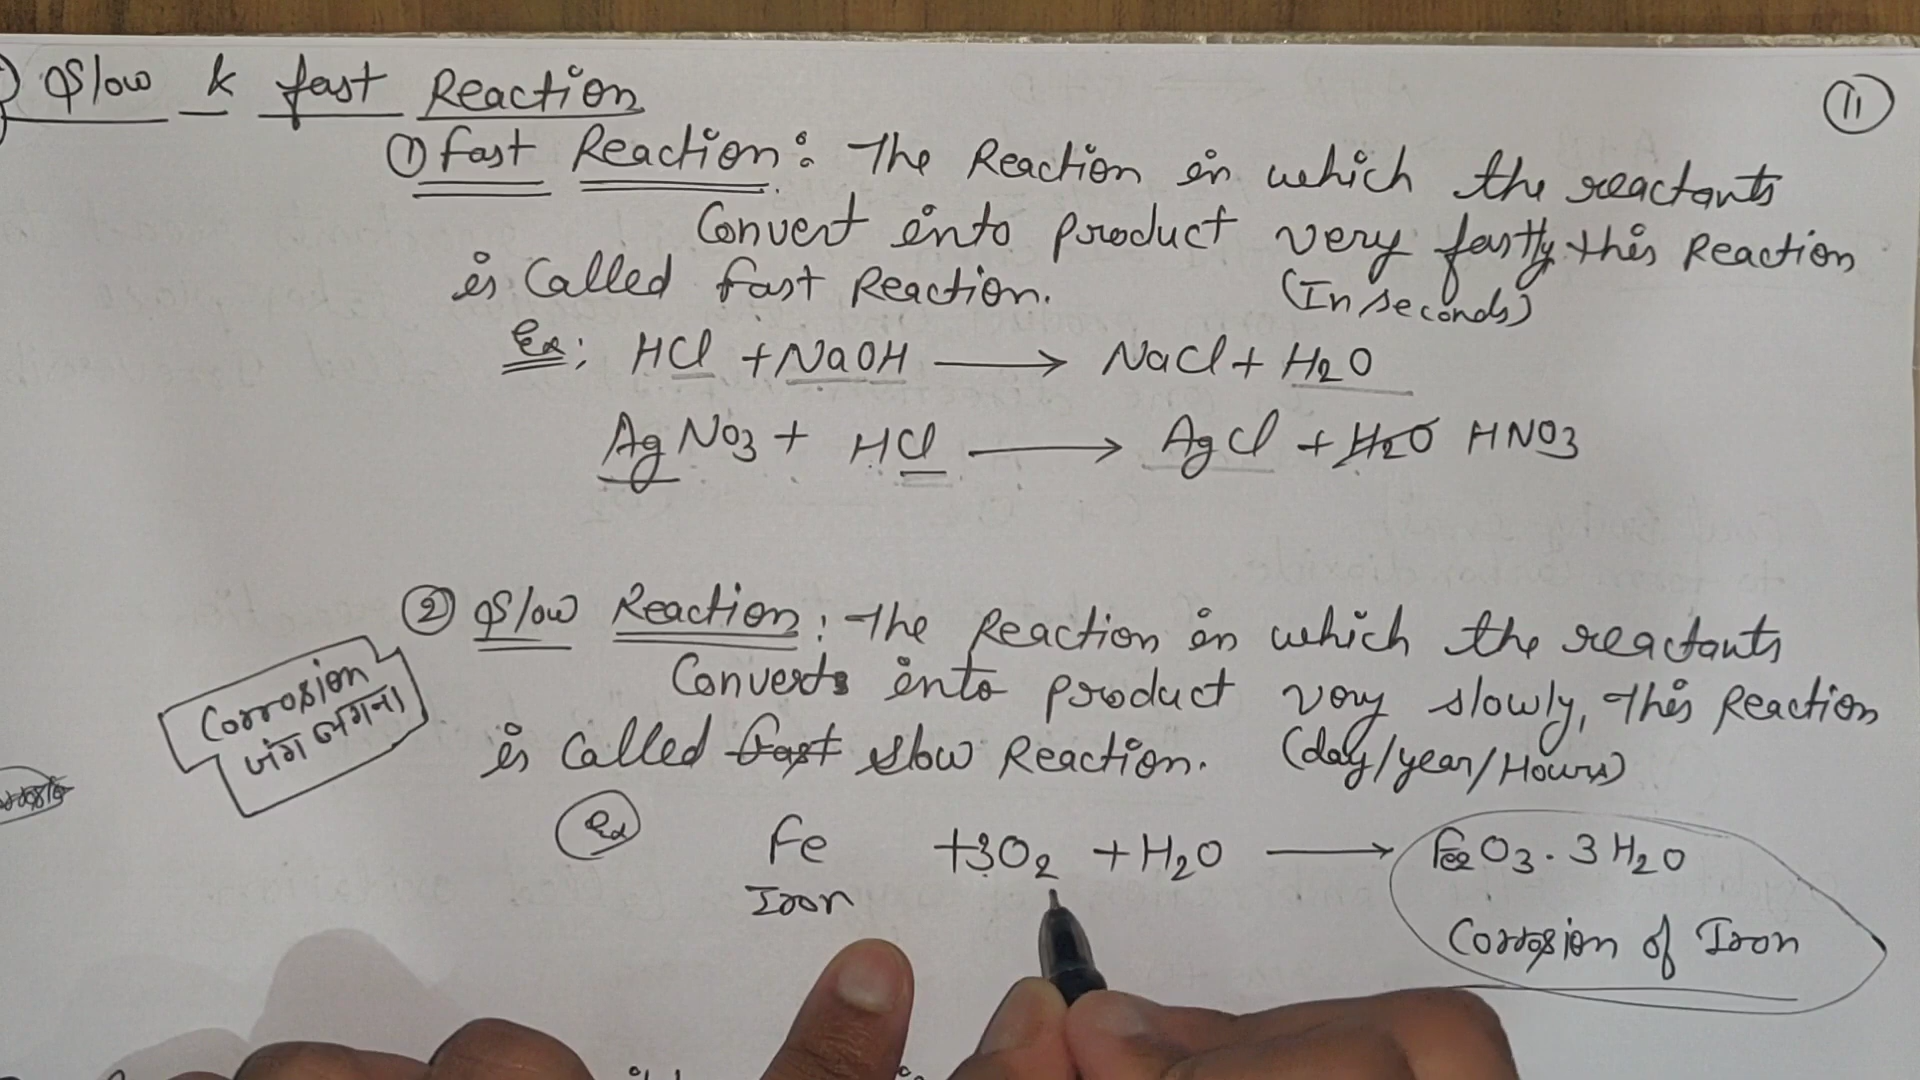 Slow & fast Reaction
11
① fast Reaction: The Reaction in which the reactants
Convert into product very fastly this Reaction
is Called fast Reaction. (In seconds)
Ex: HCl + NaOH ⟶ NaCl + H2O
AgNO3 + HCl ⟶ AgCl + H2O HNO3
② Slow Reaction: The Reaction in which the reactants
Converts into product very slowly, This Reaction
is Called fast slow Reaction. (day/year/Hours)
Corrosion
जंग लगना
Ex Fe + 3O2 + H2O ⟶ Fe2O3 . 3H2O
Iron
Corrosion of Iron